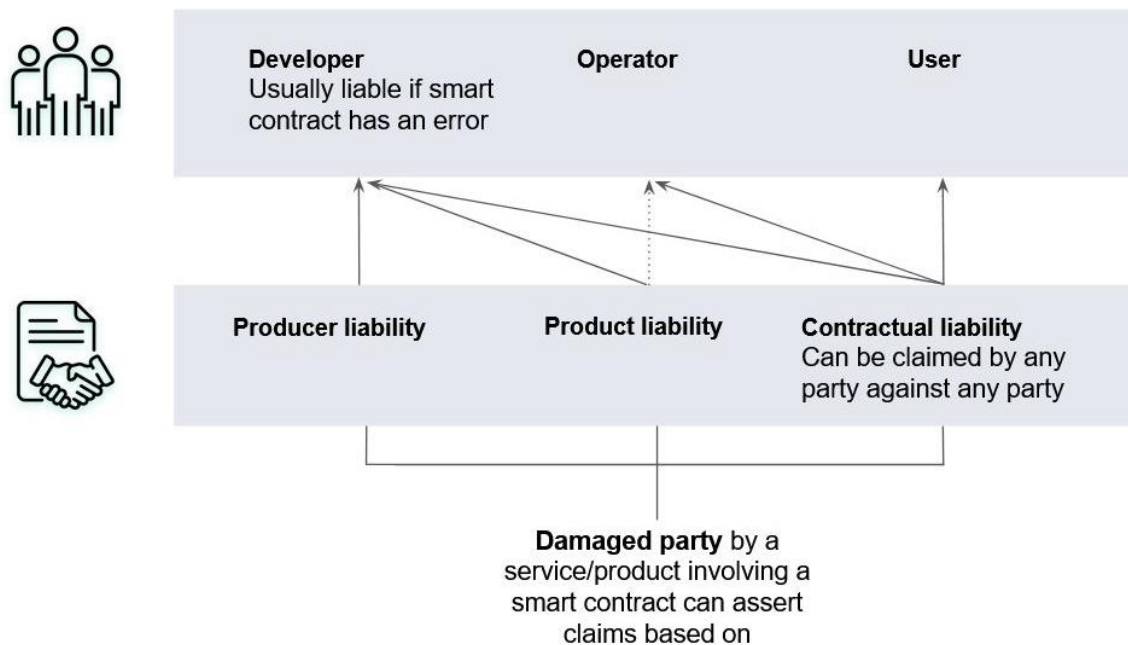 Developer
Usually liable if smart
contract has an error
Operator
User
Producer liability
Product liability
Contractual liability
Can be claimed by any
party against any party
Damaged party by a
service/product involving a
smart contract can assert
claims based on